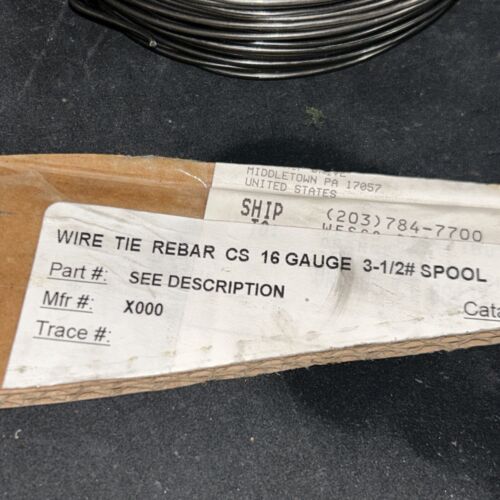 MIDDLETOWN PA 17057
UNITED STATES
SHIP (203)784-7700
TO
WIRE TIE REBAR CS 16 GAUGE 3-1/2# SPOOL
Part #: SEE DESCRIPTION
Mfr #: X000 Cata
Trace #: